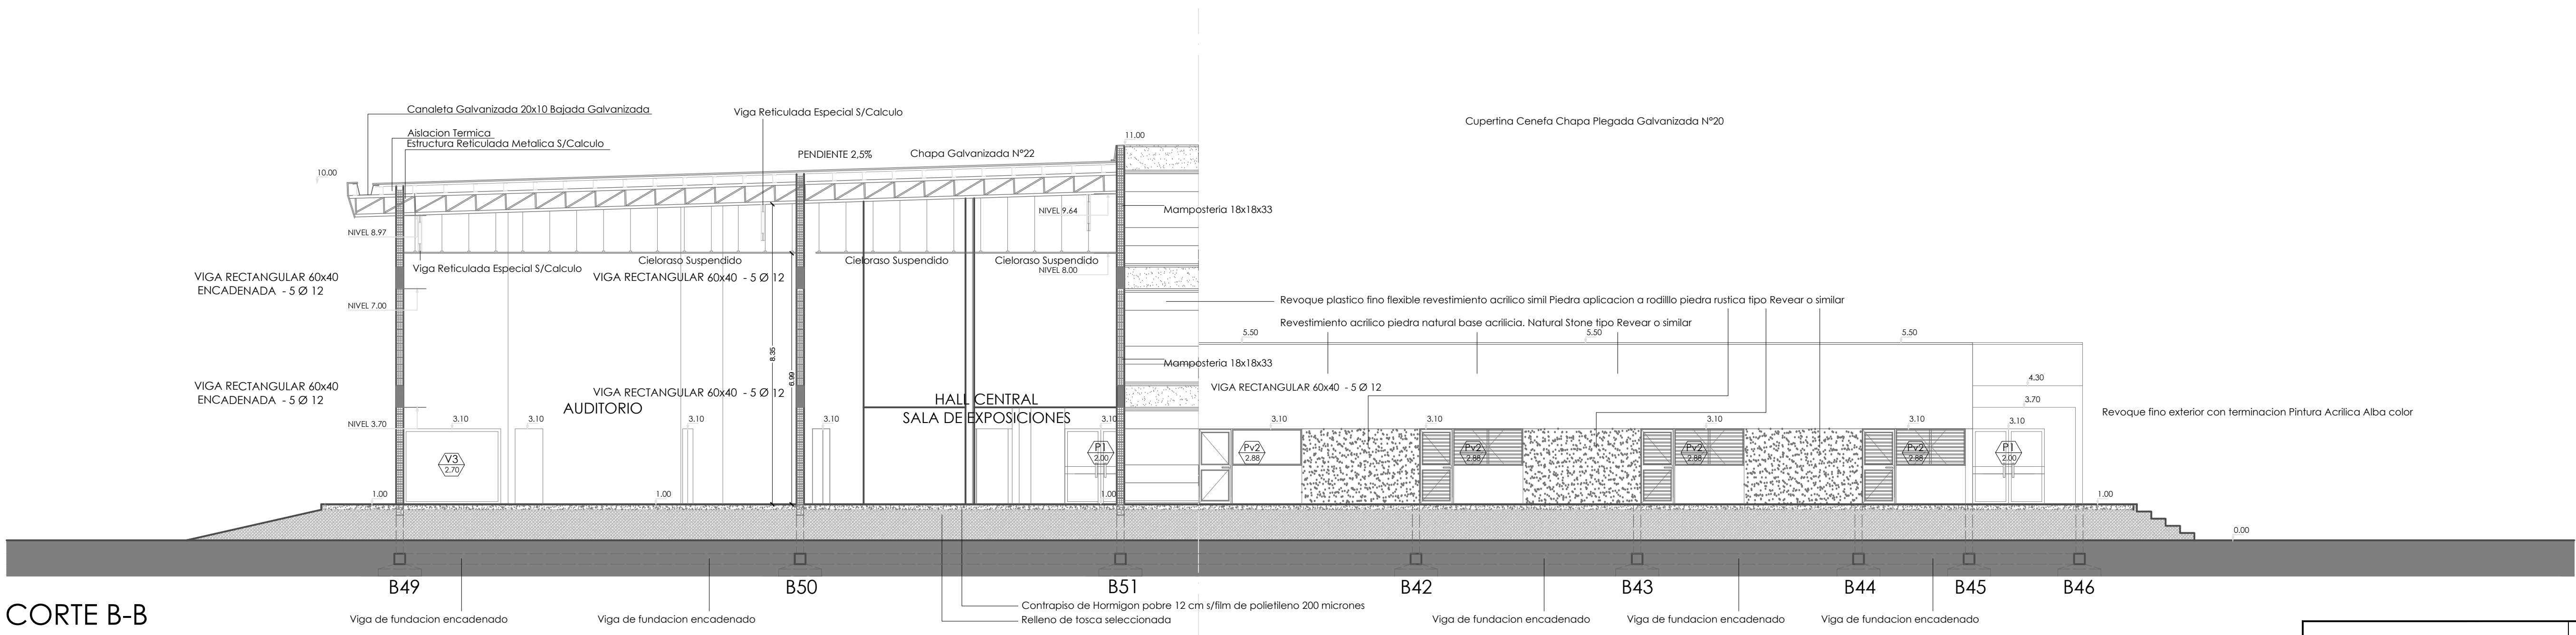 Canaleta Galvanizada 20x10 Bajada Galvanizada
Viga Reticulada Especial S/Calculo
Cupertina Cenefa Chapa Plegada Galvanizada N°20
Aislacion Termica
Estructura Reticulada Metalica S/Calculo
11.00
PENDIENTE 2,5%
Chapa Galvanizada N°22
10.00
NIVEL 9.64
Mamposteria 18x18x33
NIVEL 8.97
Viga Reticulada Especial S/Calculo
Cieloraso Suspendido
Cieloraso Suspendido
Cieloraso Suspendido
NIVEL 8.00
VIGA RECTANGULAR 60x40
ENCADENADA - 5 Ø 12
VIGA RECTANGULAR 60x40 - 5 Ø 12
NIVEL 7.00
Revoque plastico fino flexible revestimiento acrilico simil Piedra aplicacion a rodilllo piedra rustica tipo Revear o similar
Revestimiento acrilico piedra natural base acrilicia. Natural Stone tipo Revear o similar
5.50
5.50
5.50
8.35
6.99
Mamposteria 18x18x33
VIGA RECTANGULAR 60x40
ENCADENADA - 5 Ø 12
VIGA RECTANGULAR 60x40 - 5 Ø 12
VIGA RECTANGULAR 60x40 - 5 Ø 12
4.30
3.70
AUDITORIO
HALL CENTRAL
SALA DE EXPOSICIONES
Revoque fino exterior con terminacion Pintura Acrilica Alba color
NIVEL 3.70
3.10
3.10
3.10
3.10
3.10
3.10
3.10
3.10
3.10
3.10
V3
2.70
P1
2.00
Pv2
2.88
Pv2
2.88
Pv2
2.88
Pv2
2.88
P1
2.00
1.00
1.00
1.00
1.00
0.00
B49
B50
B51
B42
B43
B44
B45
B46
CORTE B-B
Contrapiso de Hormigon pobre 12 cm s/film de polietileno 200 micrones
Relleno de tosca seleccionada
Viga de fundacion encadenado
Viga de fundacion encadenado
Viga de fundacion encadenado
Viga de fundacion encadenado
Viga de fundacion encadenado